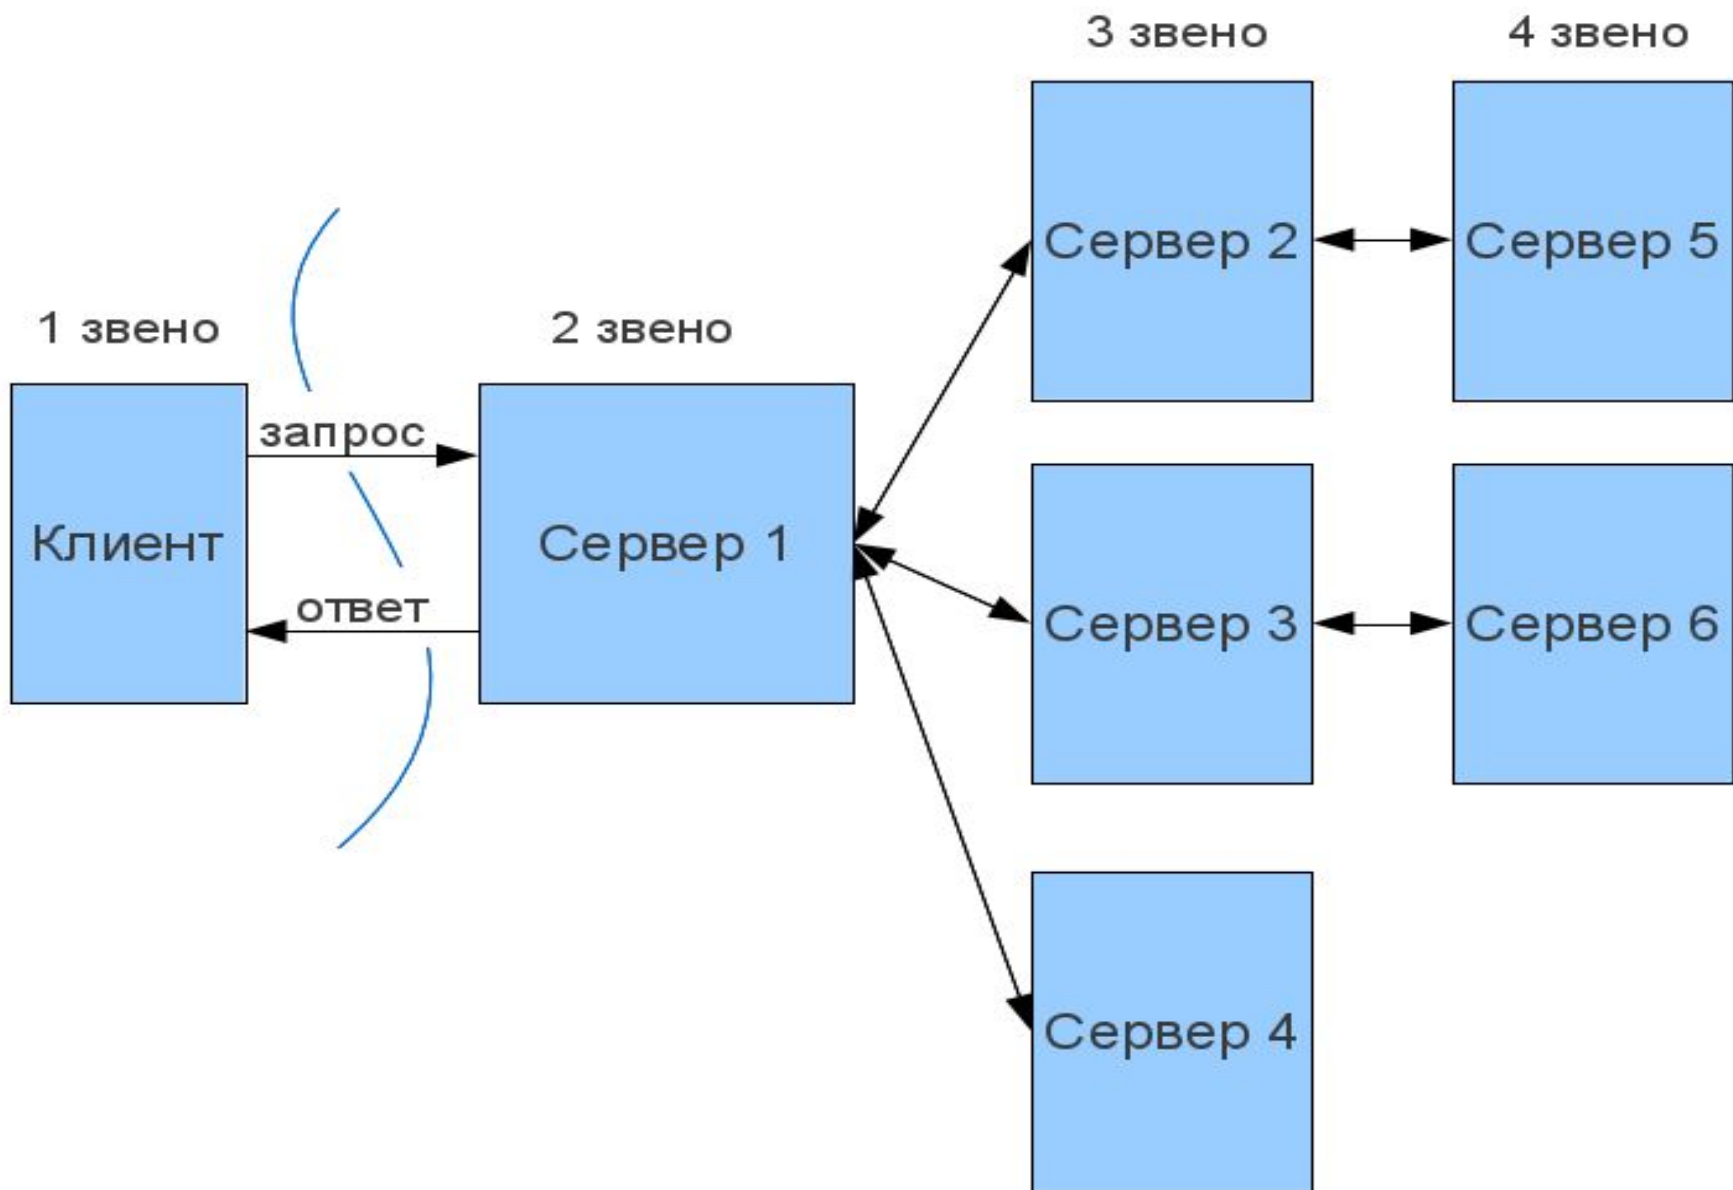 3 звено
4 звено
1 звено
2 звено
запрос
ответ
Клиент
Сервер 1
Сервер 2
Сервер 5
Сервер 3
Сервер 6
Сервер 4